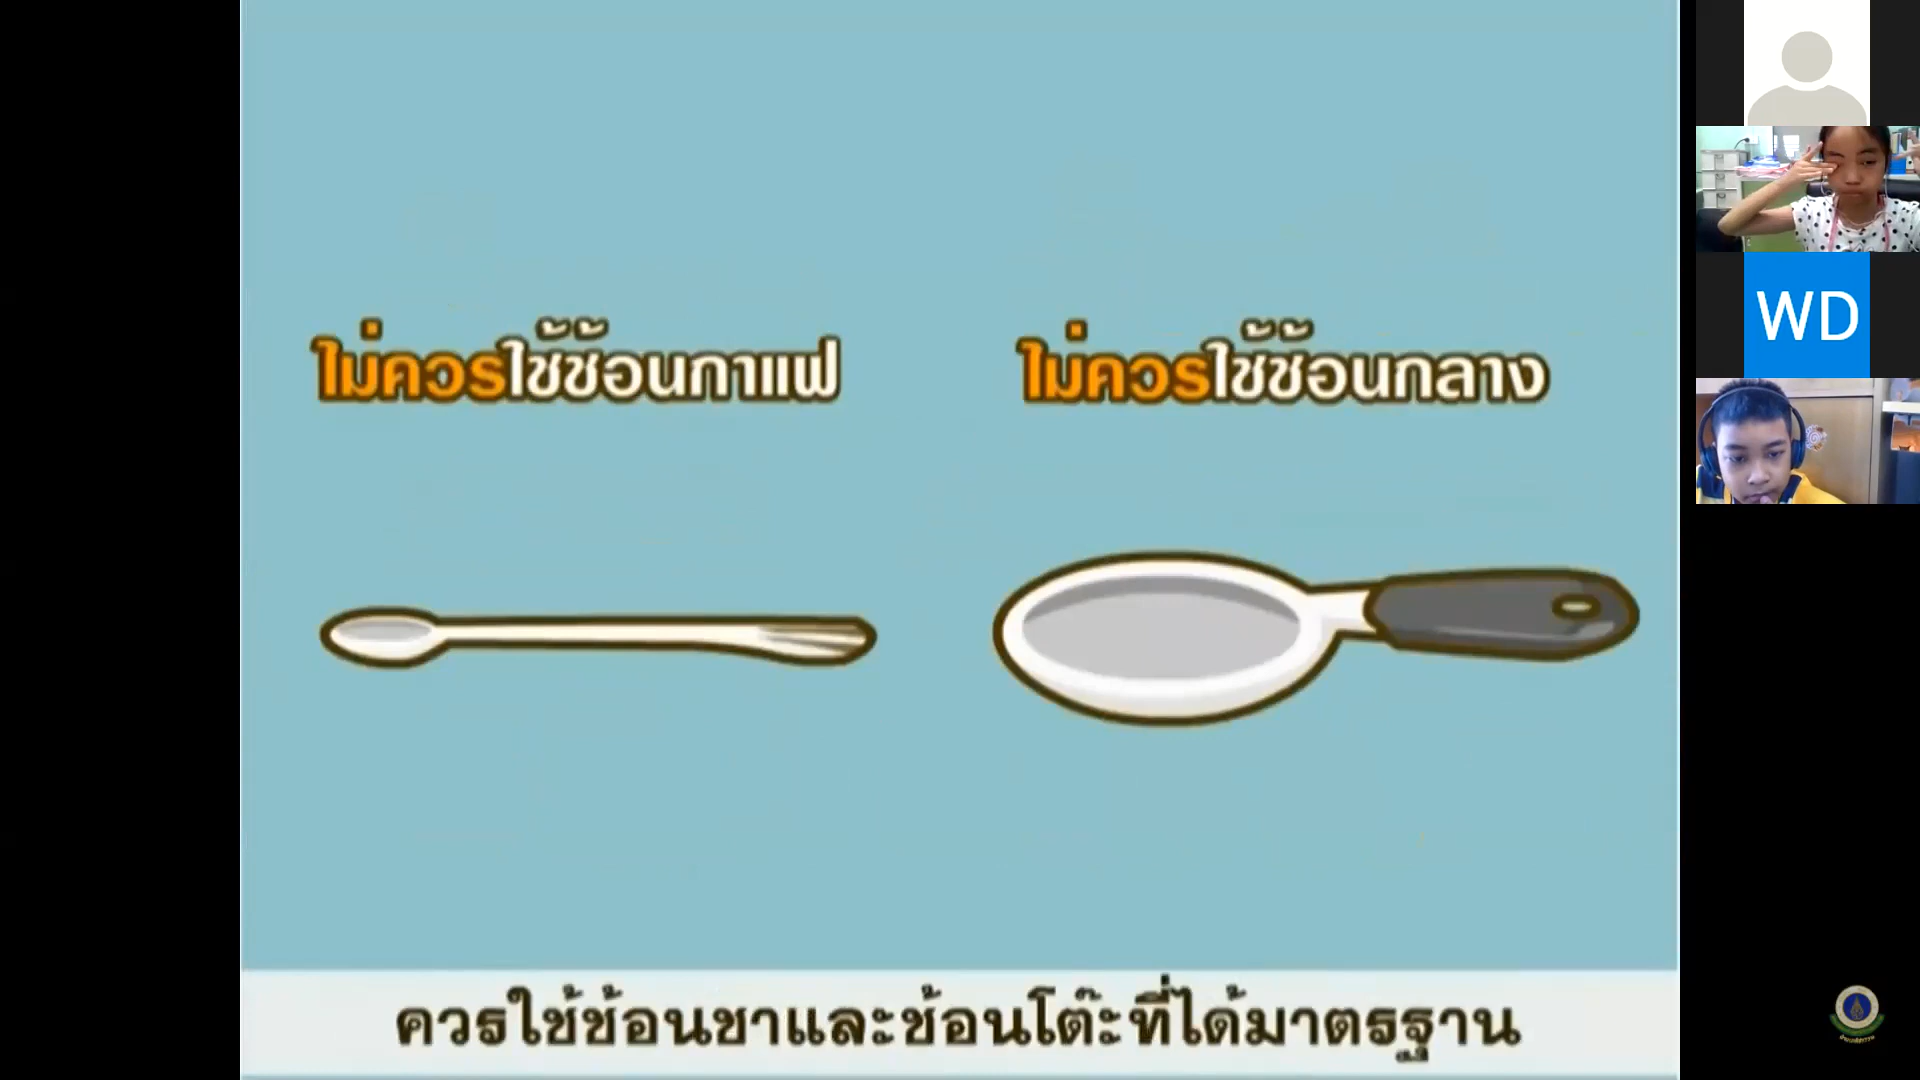 ไม่ควรใช้ช้อนกาแฟ
ไม่ควรใช้ช้อนกลาง
WD
ควรใช้ช้อนชาและช้อนโต๊ะที่ได้มาตรฐาน